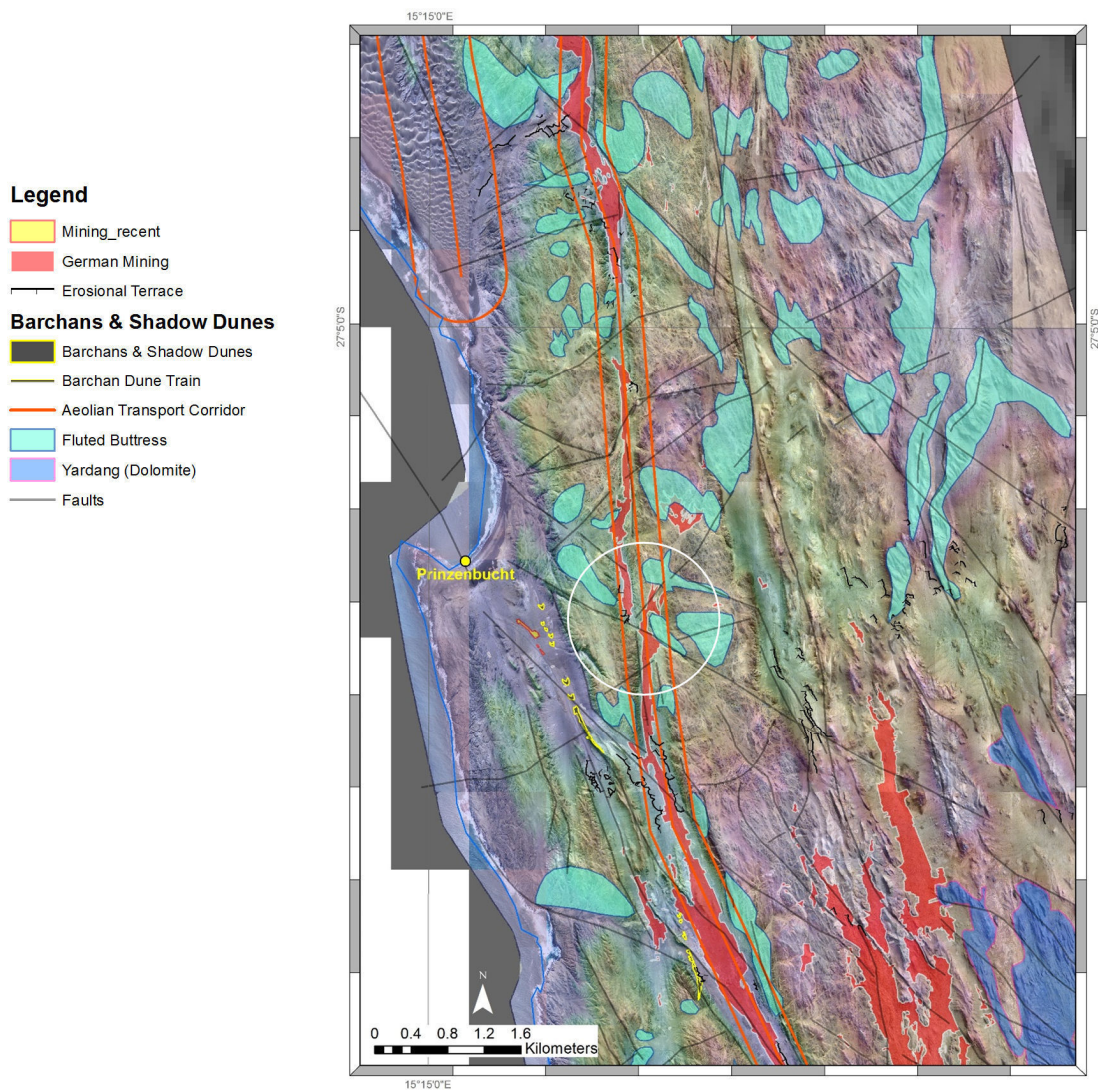 15°15'0"E
Legend
Mining_recent
German Mining
Erosional Terrace
Barchans & Shadow Dunes
Barchans & Shadow Dunes
Barchan Dune Train
Aeolian Transport Corridor
Fluted Buttress
Yardang (Dolomite)
Faults
27°5'0"S
27°5'0"S
Prinzenbucht
N
0 0.4 0.8 1.2 1.6
Kilometers
15°15'0"E